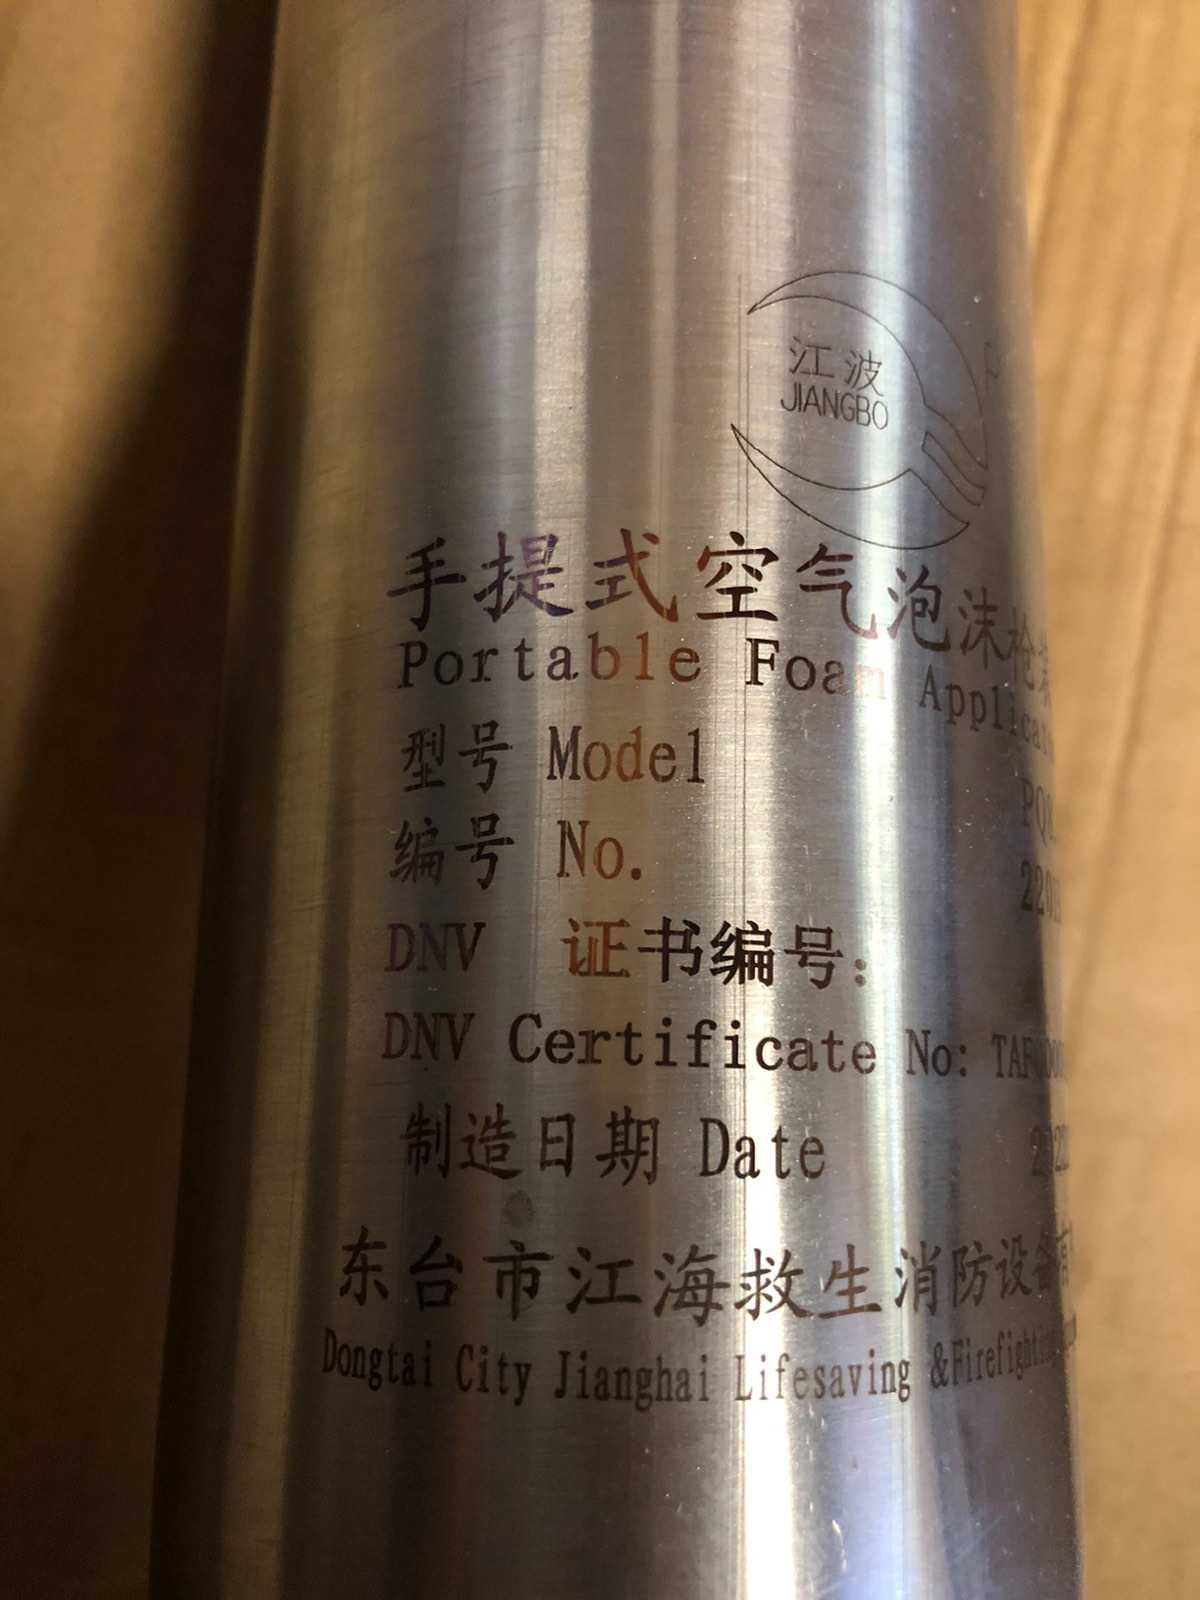 江波
JIANGBO
手提式空气泡沫枪
Portable Foam
型号 Model
编号 No.
DNV 证书编号:
DNV Certificate No:
制造日期 Date
东台市江海救生消防设备
Dongtai City Jianghai Lifesaving &Firefighting